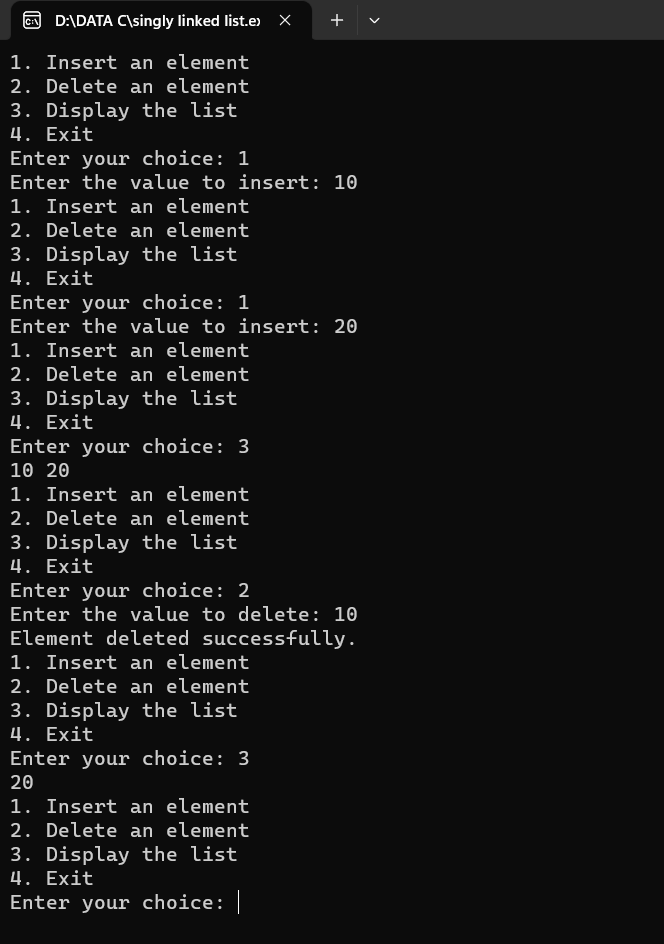 D:\DATA C\singly linked list.ex
1. Insert an element
2. Delete an element
3. Display the list
4. Exit
Enter your choice: 1
Enter the value to insert: 10
1. Insert an element
2. Delete an element
3. Display the list
4. Exit
Enter your choice: 1
Enter the value to insert: 20
1. Insert an element
2. Delete an element
3. Display the list
4. Exit
Enter your choice: 3
10 20
1. Insert an element
2. Delete an element
3. Display the list
4. Exit
Enter your choice: 2
Enter the value to delete: 10
Element deleted successfully.
1. Insert an element
2. Delete an element
3. Display the list
4. Exit
Enter your choice: 3
20
1. Insert an element
2. Delete an element
3. Display the list
4. Exit
Enter your choice: